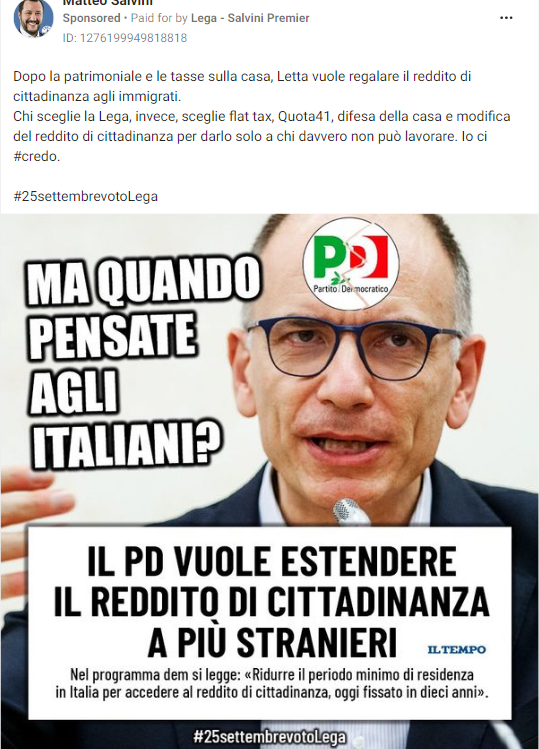 Matteo Salvini
Sponsored • Paid for by Lega - Salvini Premier
ID: 1276199949818818
Dopo la patrimoniale e le tasse sulla casa, Letta vuole regalare il reddito di
cittadinanza agli immigrati.
Chi sceglie la Lega, invece, sceglie flat tax, Quota41, difesa della casa e modifica
del reddito di cittadinanza per darlo solo a chi davvero non può lavorare. Io ci
#credo.
#25settembrevotoLega
PD
Partito Democratico
MA QUANDO
PENSATE
AGLI
ITALIANI?
IL PD VUOLE ESTENDERE
IL REDDITO DI CITTADINANZA
A PIÙ STRANIERI
IL TEMPO
Nel programma dem si legge: «Ridurre il periodo minimo di residenza
in Italia per accedere al reddito di cittadinanza, oggi fissato in dieci anni».
#25settembrevotoLega